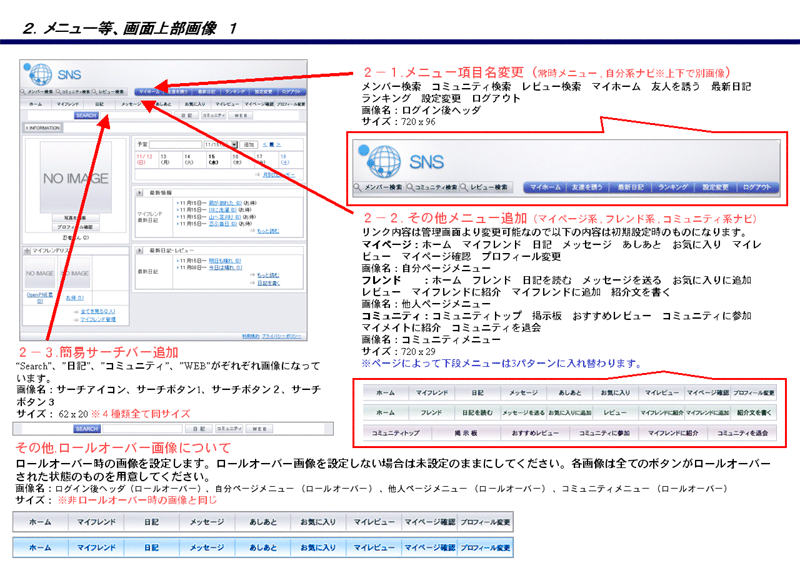 2．メニュー等、画面上部画像　1
SNS
メンバー検索 コミュニティ検索 レビュー検索
マイホーム 友達を誘う 最新日記 ランキング 設定変更 ログアウト
ホーム マイフレンド 日記 メッセージ あしあと お気に入り マイレビュー マイページ確認 プロフィール変更
SEARCH 日 記 コミュニティ W E B
INFORMATION
NO IMAGE
予定
追加
最新情報
マイフレンド
最新日記
もっと読む
最新日記・レビュー
最新日記
もっと読む
日記を書く
マイフレンドリスト
NO IMAGE NO IMAGE
全てを見る
マイフレンド管理
利用規約 プライバシーポリシー
２－１.メニュー項目名変更（常時メニュー , 自分系ナビ※上下で別画像）
メンバー検索　コミュニティ検索　レビュー検索　マイホーム　友人を誘う　最新日記
ランキング　設定変更　ログアウト
画像名：ログイン後ヘッダ
サイズ：720 x 96
SNS
メンバー検索 コミュニティ検索 レビュー検索
マイホーム 友達を誘う 最新日記 ランキング 設定変更 ログアウト
２－２. その他メニュー追加（マイページ系 , フレンド系 , コミュニティ系ナビ）
リンク内容は管理画面より変更可能なので以下の内容は初期設定時のものになります。
マイページ：ホーム　マイフレンド　日記　メッセージ　あしあと　お気に入り　マイレ
ビュー　マイページ確認　プロフィール変更
画像名：自分ページメニュー
フレンド　　：ホーム　フレンド　日記を読む　メッセージを送る　お気に入りに追加
レビュー　マイフレンドに紹介　マイフレンドに追加　紹介文を書く
画像名：他人ページメニュー
コミュニティ：コミュニティトップ　掲示板　おすすめレビュー　コミュニティに参加
マイメイトに紹介　コミュニティを退会
画像名：コミュニティメニュー
サイズ：720 x 29
※ページによって下段メニューは3パターンに入れ替わります。
ホーム マイフレンド 日記 メッセージ あしあと お気に入り マイレビュー マイページ確認 プロフィール変更
ホーム フレンド 日記を読む メッセージを送る お気に入りに追加 レビュー マイフレンドに紹介 マイフレンドに追加 紹介文を書く
コミュニティトップ 掲 示 板 おすすめレビュー コミュニティに参加 マイフレンドに紹介 コミュニティを退会
２－３.簡易サーチバー追加
"Search"、"日記"、"コミュニティ"、"WEB"がぞれぞれ画像になって
います。
画像名：サーチアイコン、サーチボタン1、サーチボタン２、サーチ
ボタン３
サイズ： 62 x 20 ※４種類全て同サイズ
SEARCH 日 記 コミュニティ W E B
その他.ロールオーバー画像について
ロールオーバー時の画像を設定します。ロールオーバー画像を設定しない場合は未設定のままにしてください。各画像は全てのボタンがロールオーバー
された状態のものを用意してください。
画像名：ログイン後ヘッダ（ロールオーバー）、自分ページメニュー（ロールオーバー）、他人ページメニュー（ロールオーバー）、コミュニティメニュー（ロールオーバー）
サイズ：※非ロールオーバー時の画像と同じ
ホーム マイフレンド 日記 メッセージ あしあと お気に入り マイレビュー マイページ確認 プロフィール変更
ホーム マイフレンド 日記 メッセージ あしあと お気に入り マイレビュー マイページ確認 プロフィール変更